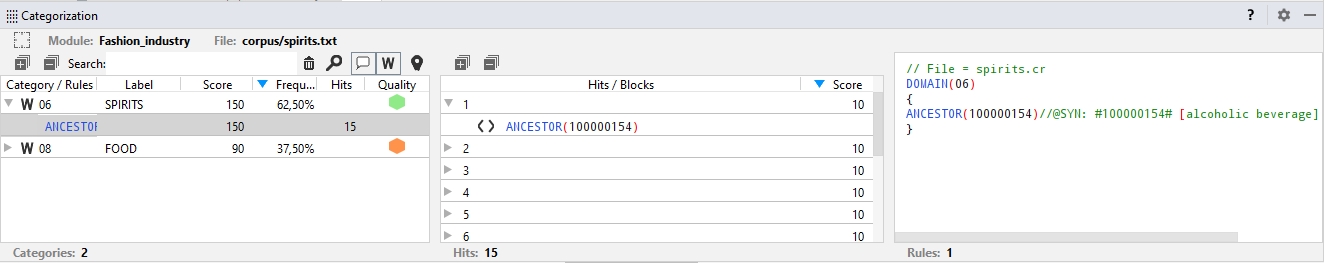 Categorization ?
Module: Fashion_industry File: corpus/spirits.txt
Search: W
Category / Rules Label Score Frequ... Hits Quality
W 06 SPIRITS 150 62,50%
ANCESTOR 150 15
W 08 FOOD 90 37,50%
Categories: 2
Hits / Blocks Score
1 10
ANCESTOR(100000154)
2 10
3 10
4 10
5 10
6 10
Hits: 15
// File = spirits.cr
DOMAIN(06)
{
ANCESTOR(100000154)//@SYN: #100000154# [alcoholic beverage]
}
Rules: 1